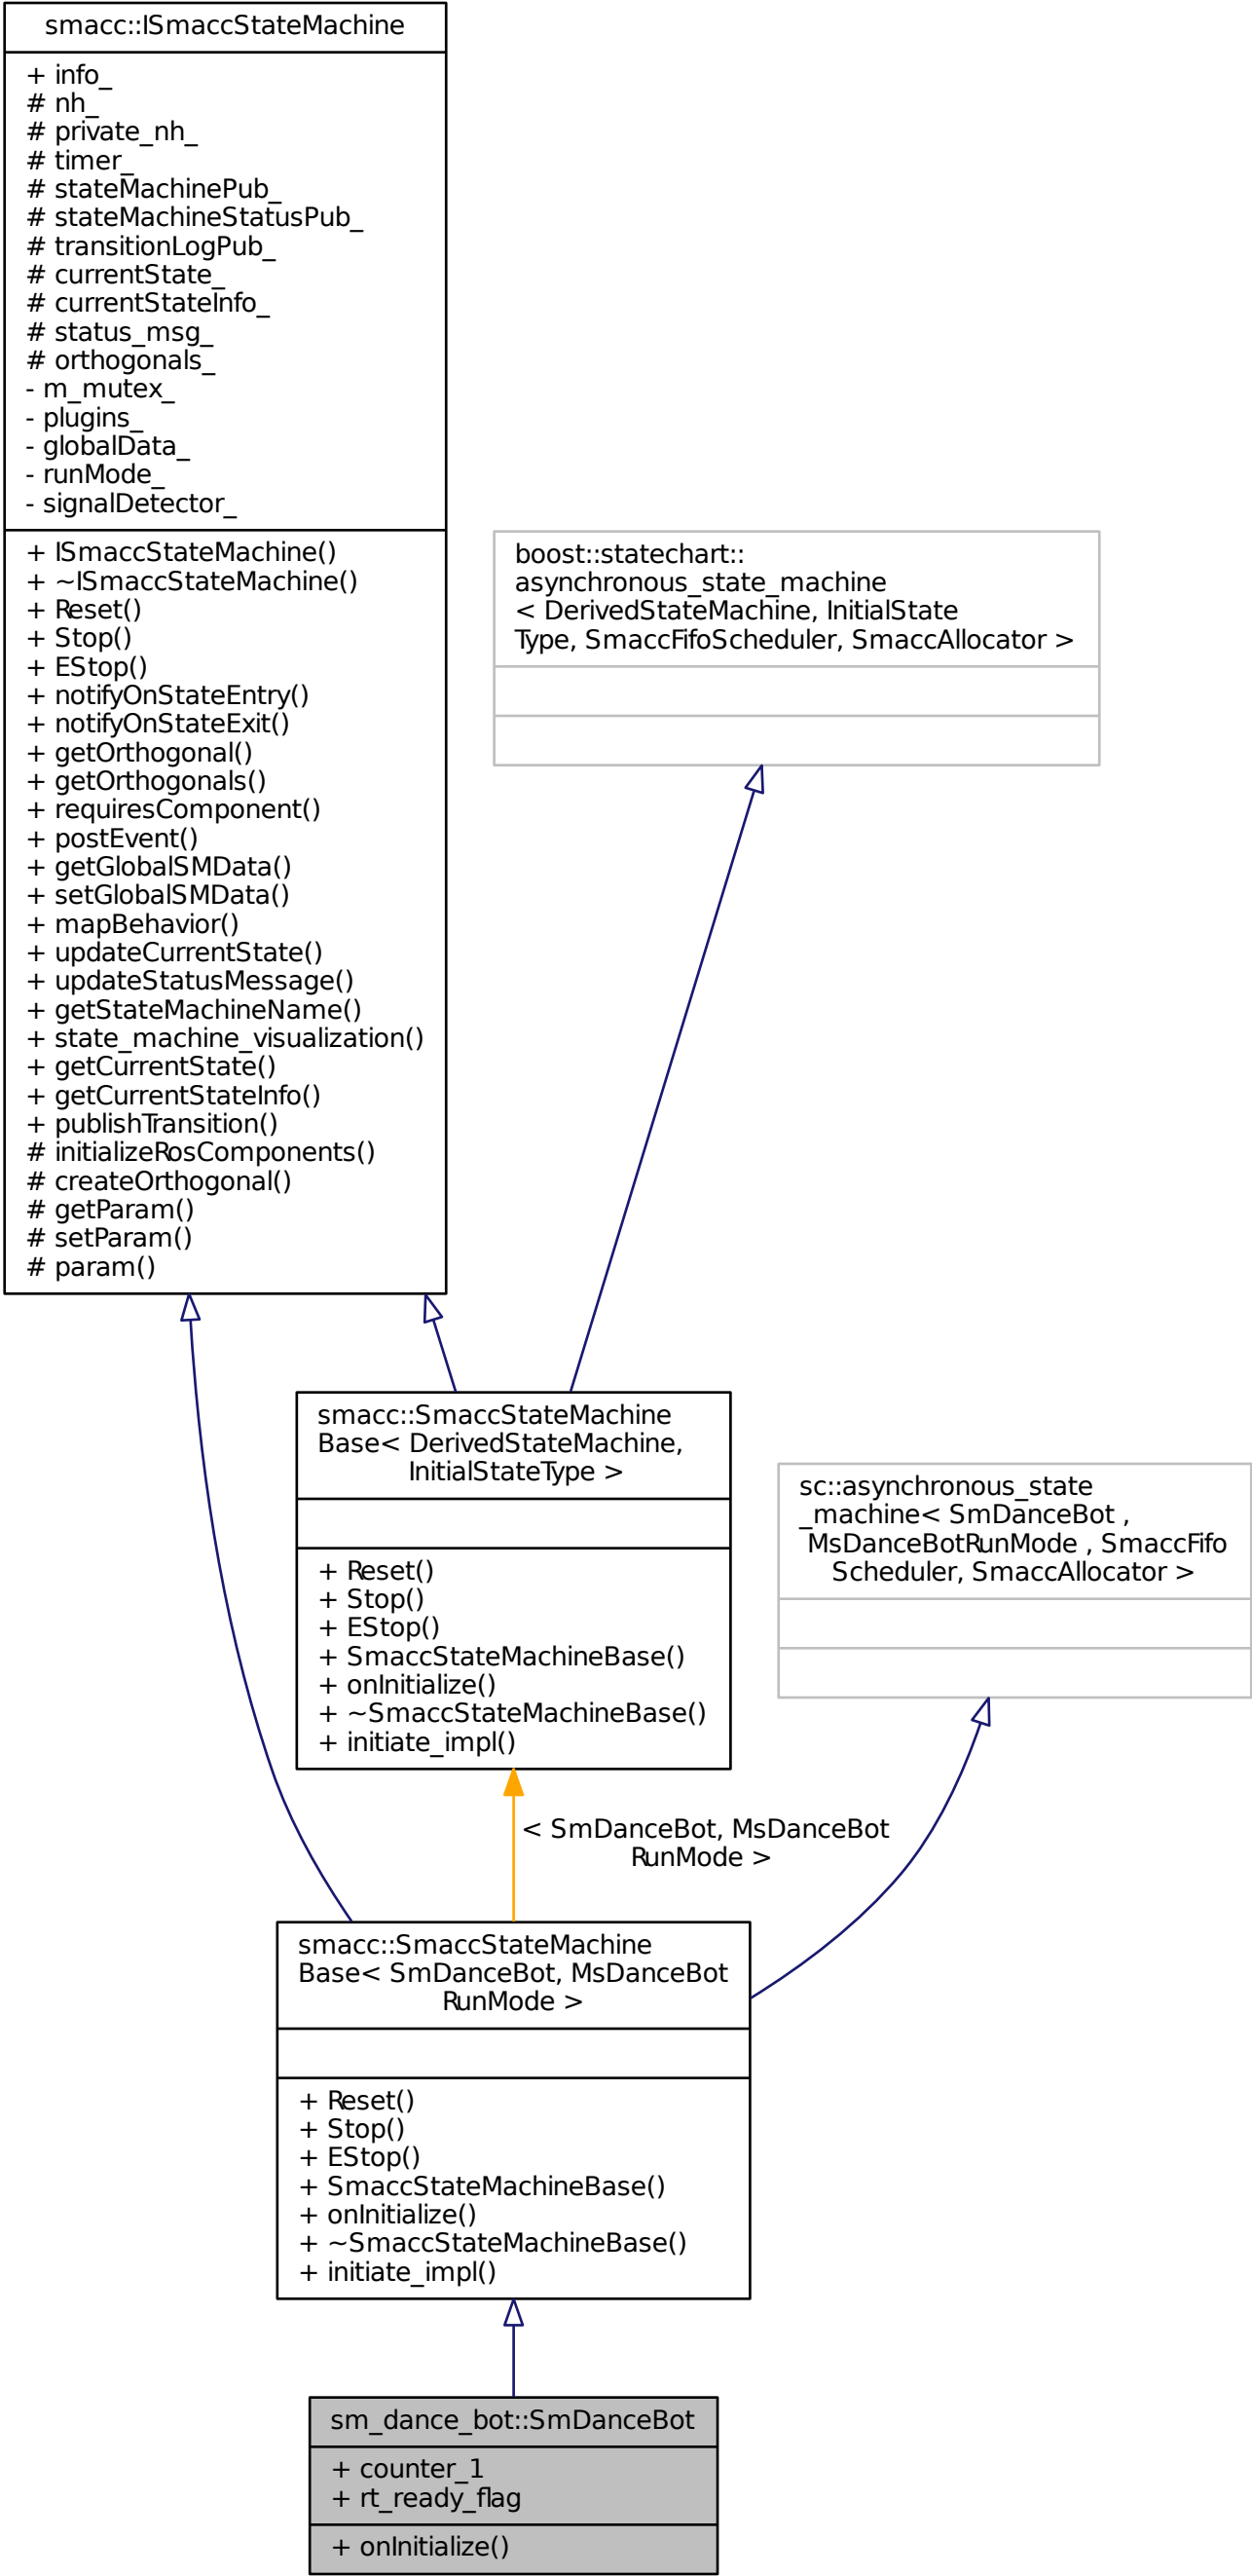 smacc::ISmaccStateMachine
+ info_
# nh_
# private_nh_
# timer_
# stateMachinePub_
# stateMachineStatusPub_
# transitionLogPub_
# currentState_
# currentStateInfo_
# status_msg_
# orthogonals_
- m_mutex_
- plugins_
- globalData_
- runMode_
- signalDetector_
+ ISmaccStateMachine()
+ ~ISmaccStateMachine()
+ Reset()
+ Stop()
+ EStop()
+ notifyOnStateEntry()
+ notifyOnStateExit()
+ getOrthogonal()
+ getOrthogonals()
+ requiresComponent()
+ postEvent()
+ getGlobalSMData()
+ setGlobalSMData()
+ mapBehavior()
+ updateCurrentState()
+ updateStatusMessage()
+ getStateMachineName()
+ state_machine_visualization()
+ getCurrentState()
+ getCurrentStateInfo()
+ publishTransition()
# initializeRosComponents()
# createOrthogonal()
# getParam()
# setParam()
# param()
boost::statechart::
asynchronous_state_machine
< DerivedStateMachine, InitialState
Type, SmaccFifoScheduler, SmaccAllocator >
smacc::SmaccStateMachine
Base< DerivedStateMachine,
InitialStateType >
+ Reset()
+ Stop()
+ EStop()
+ SmaccStateMachineBase()
+ onInitialize()
+ ~SmaccStateMachineBase()
+ initiate_impl()
sc::asynchronous_state
_machine< SmDanceBot ,
MsDanceBotRunMode , SmaccFifo
Scheduler, SmaccAllocator >
< SmDanceBot, MsDanceBot
RunMode >
smacc::SmaccStateMachine
Base< SmDanceBot, MsDanceBot
RunMode >
+ Reset()
+ Stop()
+ EStop()
+ SmaccStateMachineBase()
+ onInitialize()
+ ~SmaccStateMachineBase()
+ initiate_impl()
sm_dance_bot::SmDanceBot
+ counter_1
+ rt_ready_flag
+ onInitialize()